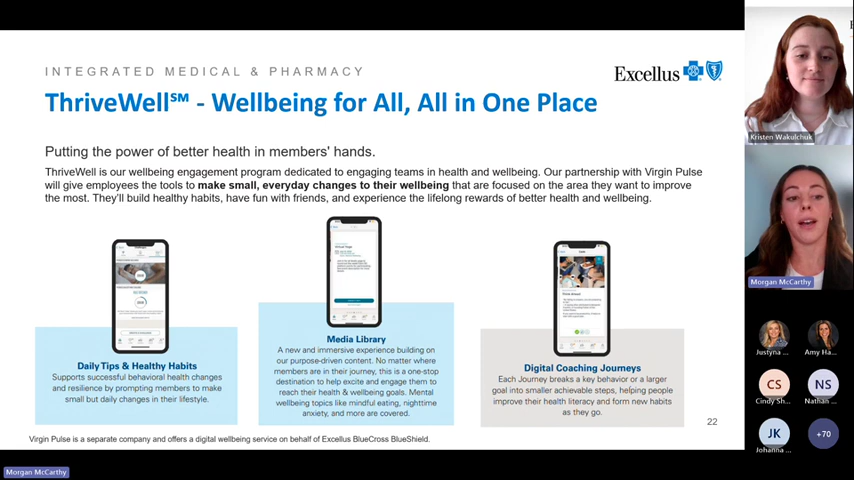 INTEGRATED MEDICAL & PHARMACY
Excellus
ThriveWell℠ - Wellbeing for All, All in One Place
Putting the power of better health in members' hands.
ThriveWell is our wellbeing engagement program dedicated to engaging teams in health and wellbeing. Our partnership with Virgin Pulse
will give employees the tools to make small, everyday changes to their wellbeing that are focused on the area they want to improve
the most. They'll build healthy habits, have fun with friends, and experience the lifelong rewards of better health and wellbeing.
Daily Tips & Healthy Habits
Supports successful behavioral health changes
and resilience by prompting members to make
small but daily changes in their lifestyle.
Media Library
A new and immersive experience building on
our purpose-driven content. No matter where
members are in their journey, this is a one-stop
destination to help excite and engage them to
reach their health & wellbeing goals. Mental
wellbeing topics like mindful eating, nighttime
anxiety, and more are covered.
Digital Coaching Journeys
Each Journey breaks a key behavior or a larger
goal into smaller achievable steps, helping people
improve their health literacy and form new habits
as they go.
22
Virgin Pulse is a separate company and offers a digital wellbeing service on behalf of Excellus BlueCross BlueShield.
Morgan McCarthy
Kristen Wakulchuk
Morgan McCarthy
Justyna ...
Amy Ha...
CS
NS
Cindy Sh...
Nathan ...
JK
+70
Johanna ...